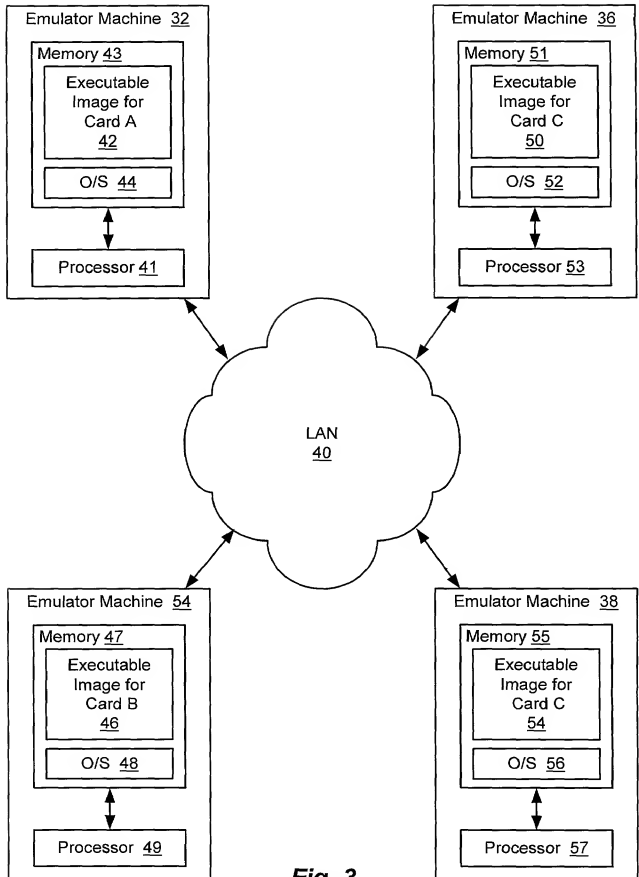 Emulator Machine 32
Memory 43
Executable
Image for
Card A
42
O/S 44
Processor 41
Emulator Machine 36
Memory 51
Executable
Image for
Card C
50
O/S 52
Processor 53
LAN
40
Emulator Machine 54
Memory 47
Executable
Image for
Card B
46
O/S 48
Processor 49
Emulator Machine 38
Memory 55
Executable
Image for
Card C
54
O/S 56
Processor 57
Fig. 3